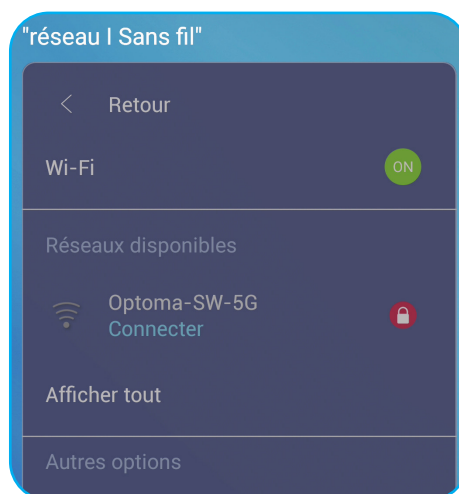 "réseau I Sans fil"
Retour
Wi-Fi
ON
Réseaux disponibles
Optoma-SW-5G
Connecter
Afficher tout
Autres options